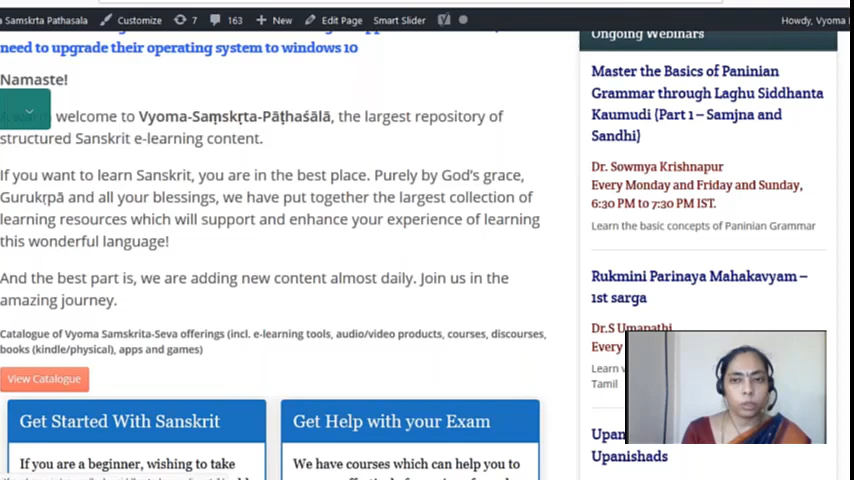 a Samskrta Pathasala Customize 7 163 New Edit Page Smart Slider Howdy, Vyoma
need to upgrade their operating system to windows 10
Namaste!
welcome to Vyoma-Saṃskṛta-Pāṭhaśālā, the largest repository of
structured Sanskrit e-learning content.
If you want to learn Sanskrit, you are in the best place. Purely by God's grace,
Gurukṛpā and all your blessings, we have put together the largest collection of
learning resources which will support and enhance your experience of learning
this wonderful language!
And the best part is, we are adding new content almost daily. Join us in the
amazing journey.
Catalogue of Vyoma Samskrita-Seva offerings (incl. e-learning tools, audio/video products, courses, discourses,
books (kindle/physical), apps and games)
View Catalogue
Get Started With Sanskrit
If you are a beginner, wishing to take
Get Help with your Exam
We have courses which can help you to
Ongoing Webinars
Master the Basics of Paninian
Grammar through Laghu Siddhanta
Kaumudi (Part 1 – Samjna and
Sandhi)
Dr. Sowmya Krishnapur
Every Monday and Friday and Sunday,
6:30 PM to 7:30 PM IST.
Learn the basic concepts of Paninian Grammar
Rukmini Parinaya Mahakavyam –
1st sarga
Dr.S Umapathi
Every
Learn
Tamil
Upan
Upanishads